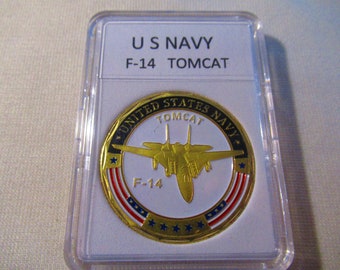 U S NAVY
F-14 TOMCAT
UNITED STATES NAVY
TOMCAT
F-14